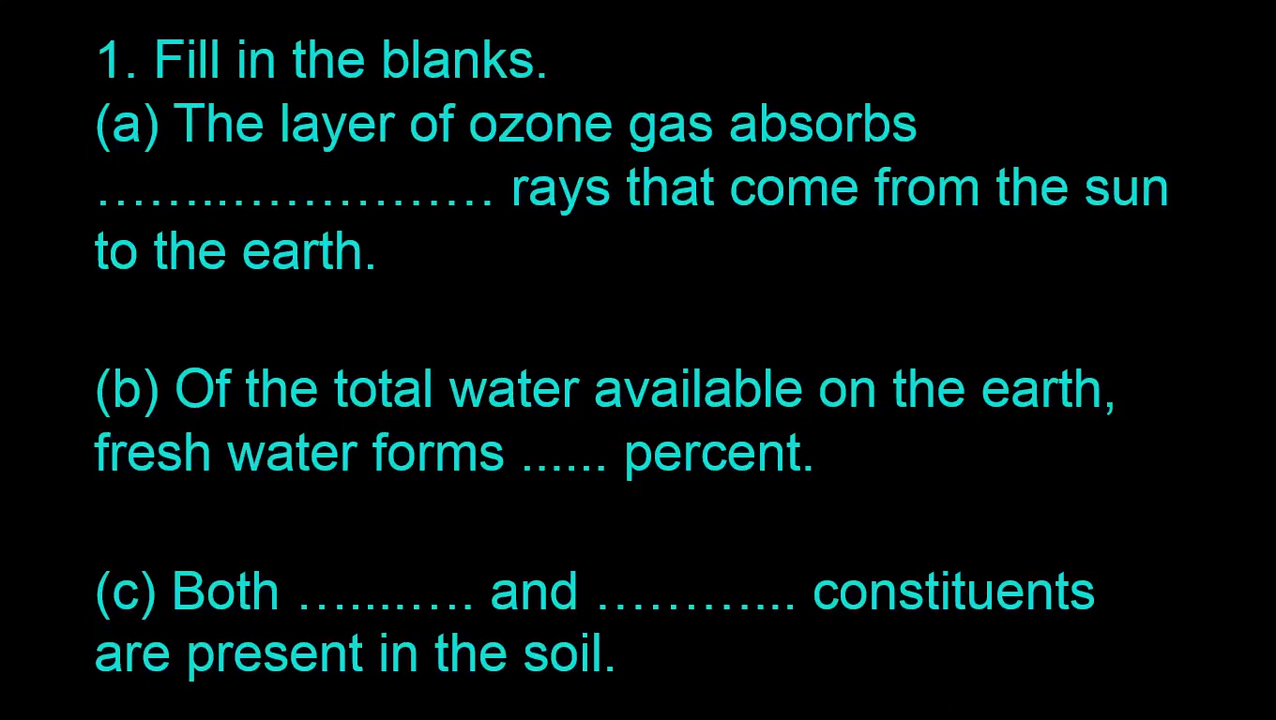 1. Fill in the blanks.
(a) The layer of ozone gas absorbs
……..…………… rays that come from the sun
to the earth.
(b) Of the total water available on the earth,
fresh water forms ...... percent.
(c) Both …....…. and ………... constituents
are present in the soil.